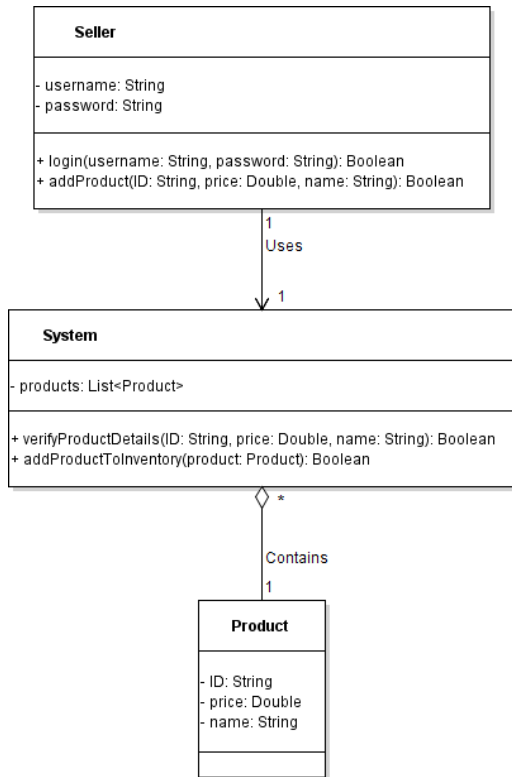 Seller
- username: String
- password: String
+ login(username: String, password: String): Boolean
+ addProduct(ID: String, price: Double, name: String): Boolean
1
Uses
1
System
- products: List<Product>
+ verifyProductDetails(ID: String, price: Double, name: String): Boolean
+ addProductToInventory(product: Product): Boolean
*
Contains
1
Product
- ID: String
- price: Double
- name: String